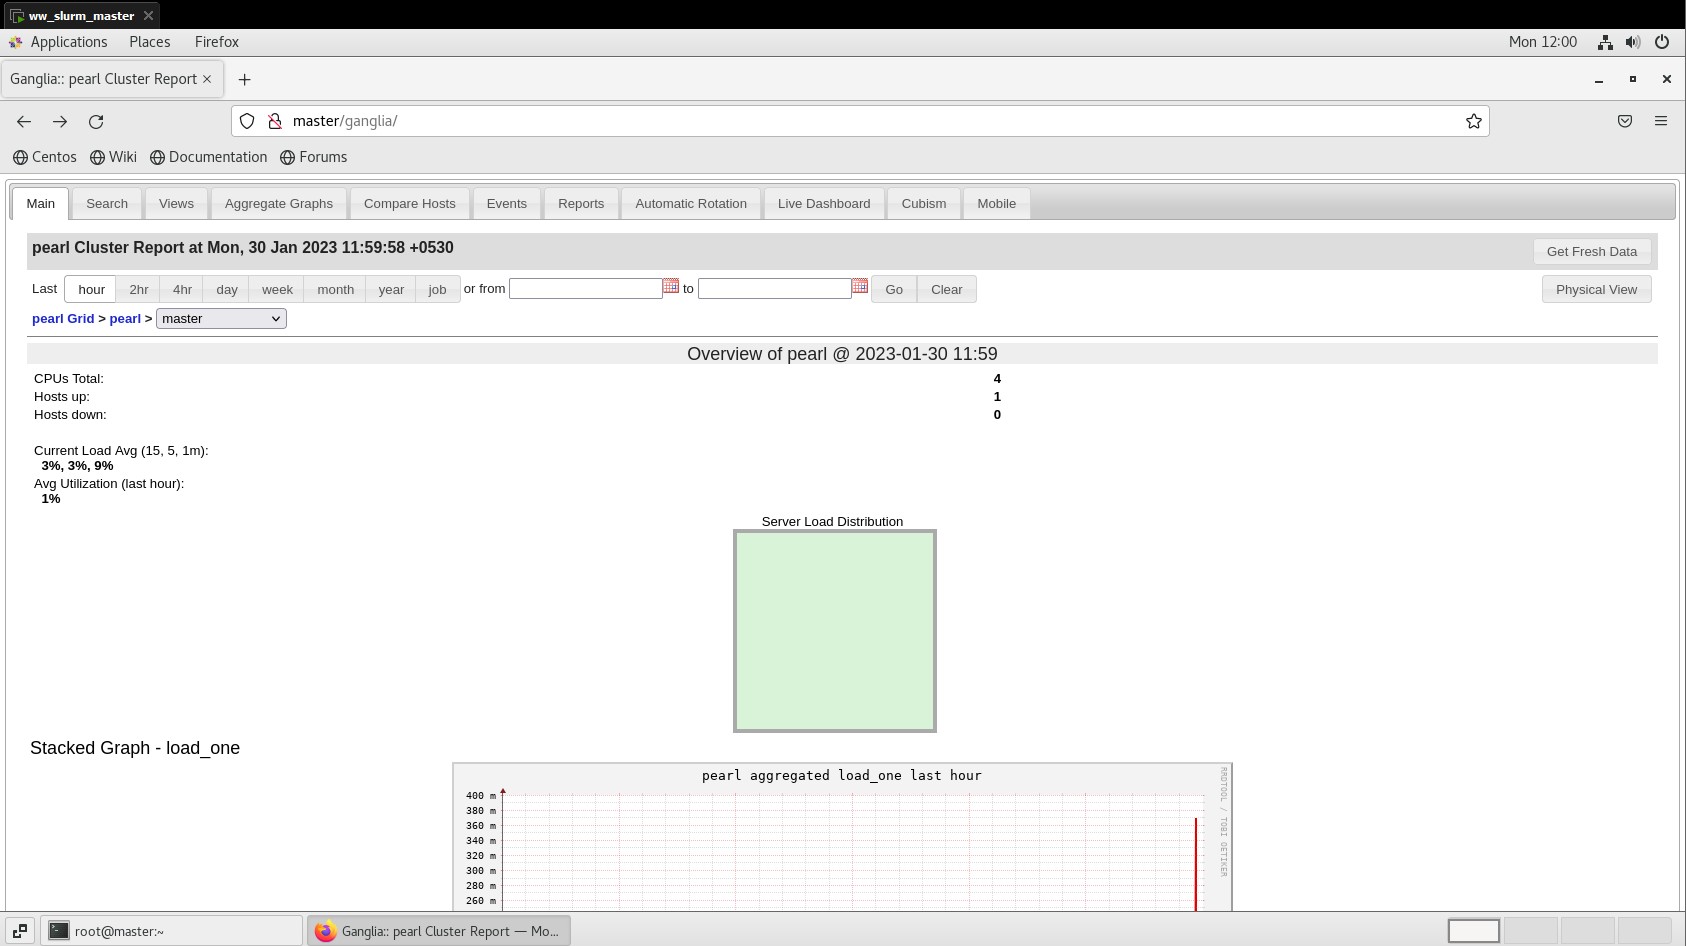 ww_slurm_master
Applications Places Firefox Mon 12:00
Ganglia:: pearl Cluster Report
master/ganglia/
Centos Wiki Documentation Forums
Main Search Views Aggregate Graphs Compare Hosts Events Reports Automatic Rotation Live Dashboard Cubism Mobile
pearl Cluster Report at Mon, 30 Jan 2023 11:59:58 +0530 Get Fresh Data
Last hour 2hr 4hr day week month year job or from to Go Clear Physical View
pearl Grid > pearl > master
Overview of pearl @ 2023-01-30 11:59
CPUs Total: 4
Hosts up: 1
Hosts down: 0
Current Load Avg (15, 5, 1m):
3%, 3%, 9%
Avg Utilization (last hour):
1%
Server Load Distribution
Stacked Graph - load_one
pearl aggregated load_one last hour
RRDTOOL / TOBI OETIKER
400 m
380 m
360 m
340 m
320 m
300 m
280 m
260 m
root@master:~ Ganglia:: pearl Cluster Report — Mo...